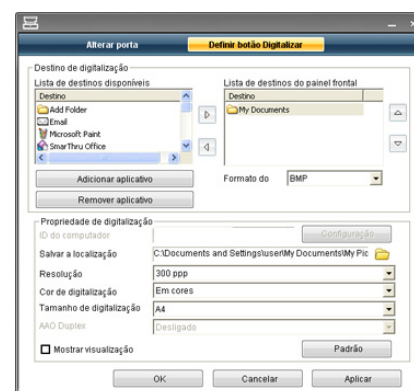 Alterar porta
Definir botão Digitalizar
Destino de digitalização
Lista de destinos disponíveis
Destino
Add Folder
Email
Microsoft Paint
SmarThru Office
Adicionar aplicativo
Remover aplicativo
Lista de destinos do painel frontal
Destino
My Documents
Formato do BMP
Propriedade de digitalização
ID do computador
Configuração
Salvar a localização C:\Documents and Settings\user\My Documents\My Pic
Resolução 300 ppp
Cor de digitalização Em cores
Tamanho de digitalização A4
AAO Duplex Desligado
Mostrar visualização
Padrão
OK Cancelar Aplicar